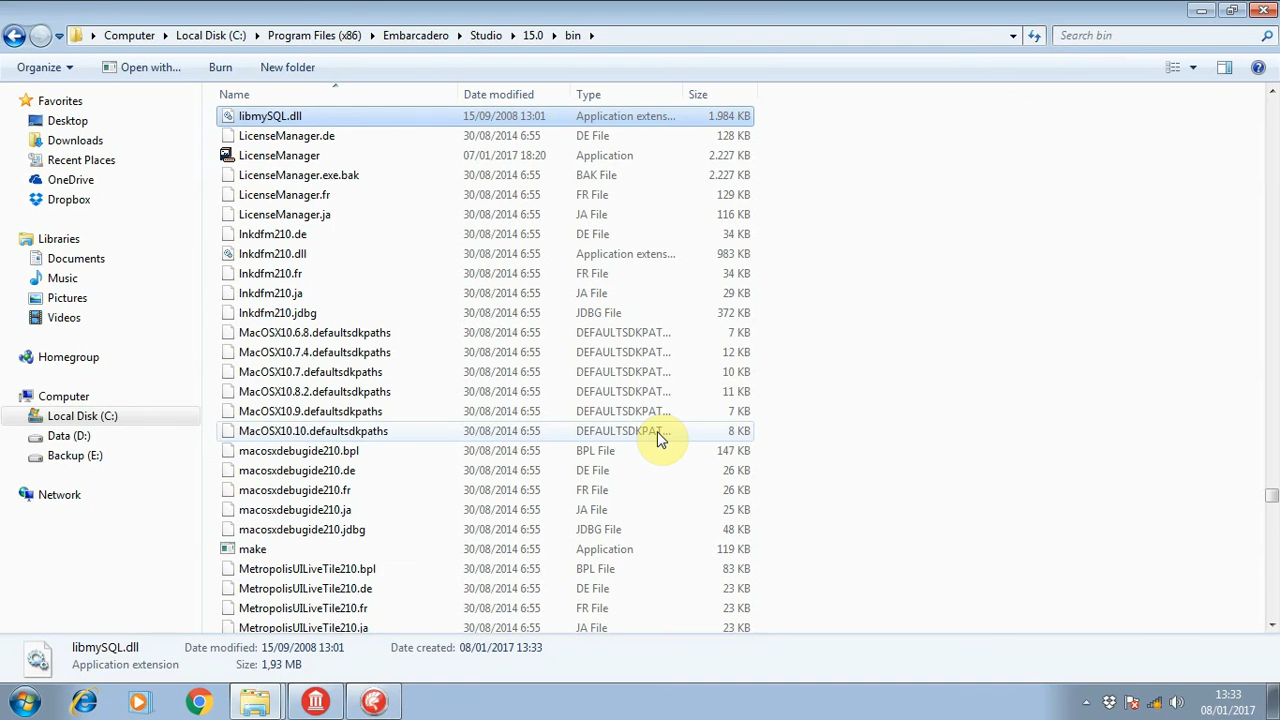 Computer Local Disk (C:) Program Files (x86) Embarcadero Studio 15.0 bin Search bin
Organize Open with... Burn New folder
Name Date modified Type Size
Favorites
Desktop
Downloads
Recent Places
OneDrive
Dropbox
Libraries
Documents
Music
Pictures
Videos
Homegroup
Computer
Local Disk (C:)
Data (D:)
Backup (E:)
Network
libmySQL.dll 15/09/2008 13:01 Application extens... 1.984 KB
LicenseManager.de 30/08/2014 6:55 DE File 128 KB
LicenseManager 07/01/2017 18:20 Application 2.227 KB
LicenseManager.exe.bak 30/08/2014 6:55 BAK File 2.227 KB
LicenseManager.fr 30/08/2014 6:55 FR File 129 KB
LicenseManager.ja 30/08/2014 6:55 JA File 116 KB
lnkdfm210.de 30/08/2014 6:55 DE File 34 KB
lnkdfm210.dll 30/08/2014 6:55 Application extens... 983 KB
lnkdfm210.fr 30/08/2014 6:55 FR File 34 KB
lnkdfm210.ja 30/08/2014 6:55 JA File 29 KB
lnkdfm210.jdbg 30/08/2014 6:55 JDBG File 372 KB
MacOSX10.6.8.defaultsdkpaths 30/08/2014 6:55 DEFAULTSDKPAT... 7 KB
MacOSX10.7.4.defaultsdkpaths 30/08/2014 6:55 DEFAULTSDKPAT... 12 KB
MacOSX10.7.defaultsdkpaths 30/08/2014 6:55 DEFAULTSDKPAT... 10 KB
MacOSX10.8.2.defaultsdkpaths 30/08/2014 6:55 DEFAULTSDKPAT... 11 KB
MacOSX10.9.defaultsdkpaths 30/08/2014 6:55 DEFAULTSDKPAT... 7 KB
MacOSX10.10.defaultsdkpaths 30/08/2014 6:55 DEFAULTSDKPAT... 8 KB
macosxdebugide210.bpl 30/08/2014 6:55 BPL File 147 KB
macosxdebugide210.de 30/08/2014 6:55 DE File 26 KB
macosxdebugide210.fr 30/08/2014 6:55 FR File 26 KB
macosxdebugide210.ja 30/08/2014 6:55 JA File 25 KB
macosxdebugide210.jdbg 30/08/2014 6:55 JDBG File 48 KB
make 30/08/2014 6:55 Application 119 KB
MetropolisUILiveTile210.bpl 30/08/2014 6:55 BPL File 83 KB
MetropolisUILiveTile210.de 30/08/2014 6:55 DE File 23 KB
MetropolisUILiveTile210.fr 30/08/2014 6:55 FR File 23 KB
MetropolisUILiveTile210.ja 30/08/2014 6:55 JA File 22 KB
libmySQL.dll Date modified: 15/09/2008 13:01 Date created: 08/01/2017 13:33
Application extension Size: 1,93 MB
13:33
08/01/2017